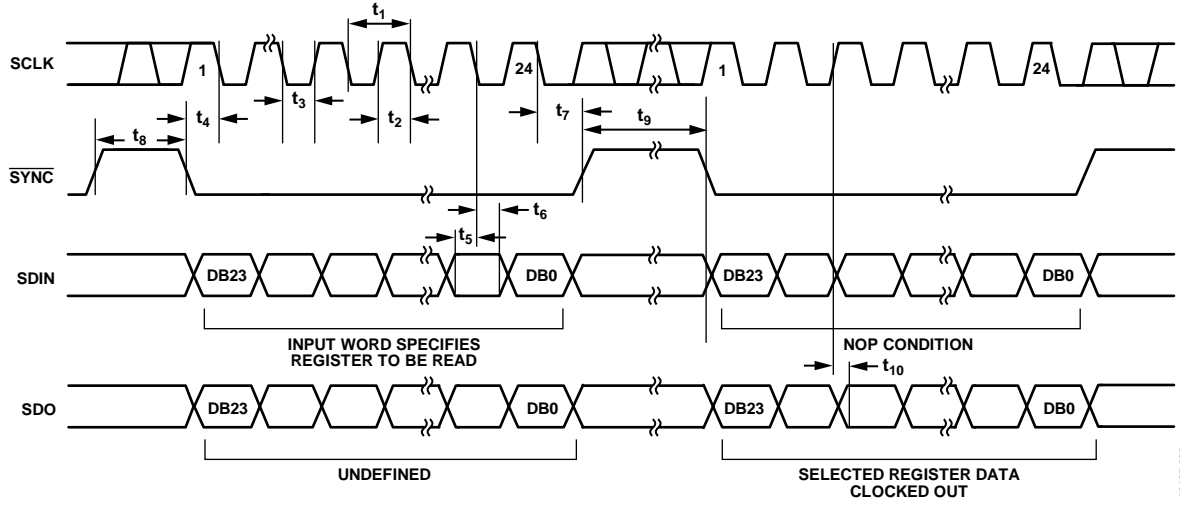 t1
SCLK
1
24
1
24
t4
t3
t2
t7
t9
t8
SYNC
t6
t5
SDIN
DB23
DB0
DB23
DB0
INPUT WORD SPECIFIES
REGISTER TO BE READ
NOP CONDITION
t10
SDO
DB23
DB0
DB23
DB0
UNDEFINED
SELECTED REGISTER DATA
CLOCKED OUT